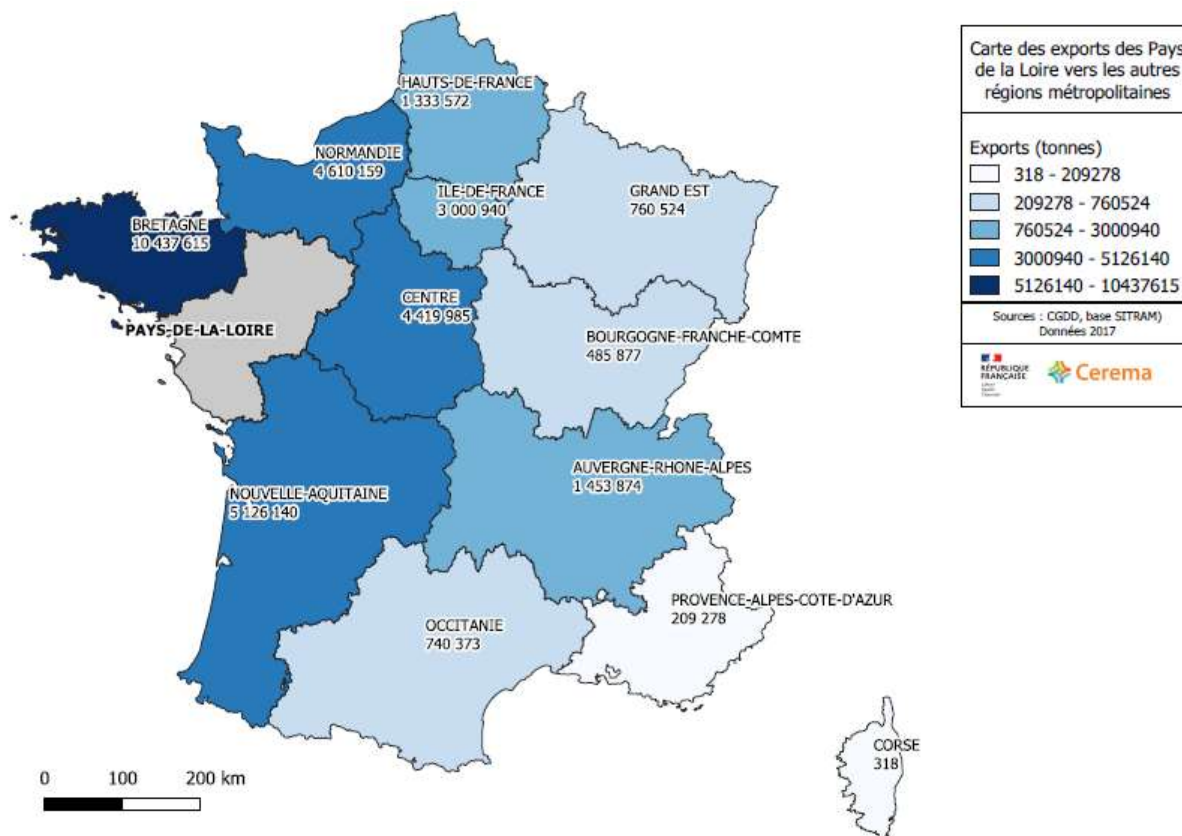 HAUTS-DE-FRANCE
1 333 572
NORMANDIE
4 610 159
ILE-DE-FRANCE
3 000 940
GRAND EST
760 524
BRETAGNE
10 437 615
CENTRE
4 419 985
PAYS-DE-LA-LOIRE
BOURGOGNE-FRANCHE-COMTE
485 877
AUVERGNE-RHONE-ALPES
1 453 874
NOUVELLE-AQUITAINE
5 126 140
PROVENCE-ALPES-COTE-D'AZUR
209 278
OCCITANIE
740 373
CORSE
318
0 100 200 km
Carte des exports des Pays
de la Loire vers les autres
régions métropolitaines
Exports (tonnes)
318 - 209278
209278 - 760524
760524 - 3000940
3000940 - 5126140
5126140 - 10437615
Sources : CGDD, base SITRAM)
Données 2017
RÉPUBLIQUE
FRANÇAISE
Cerema